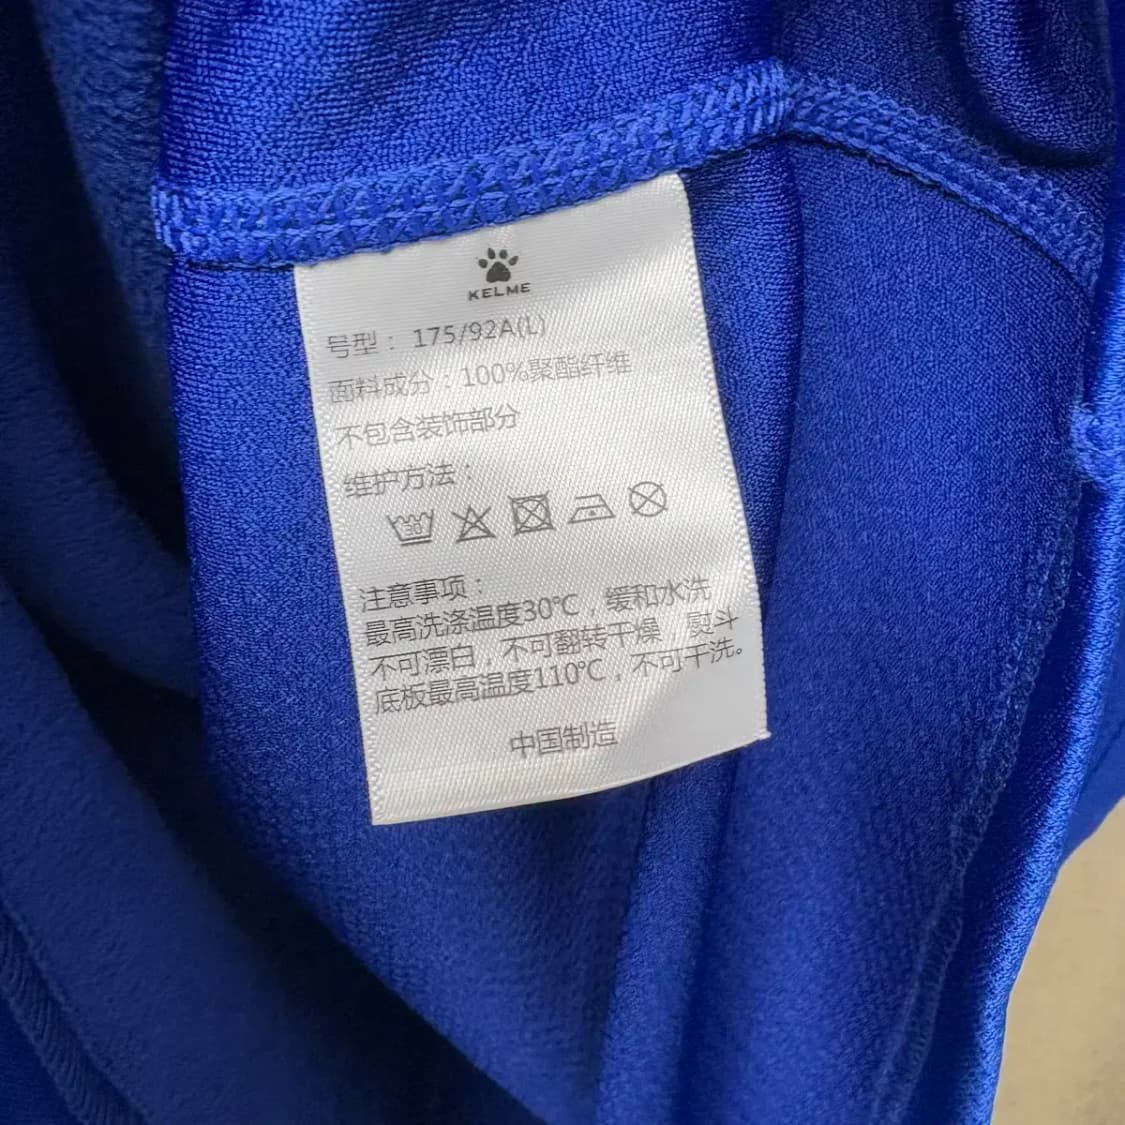 KELME
号型：175/92A(L)
面料成分：100%聚酯纤维
不包含装饰部分
维护方法：
注意事项：
最高洗涤温度30℃，缓和水洗
不可漂白，不可翻转干燥，熨斗
底板最高温度110℃，不可干洗。
中国制造